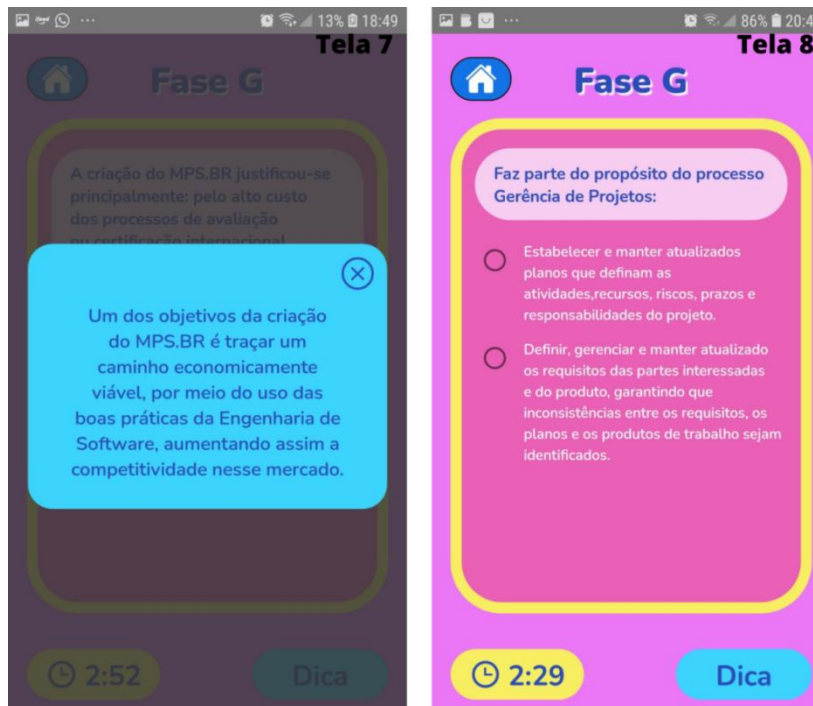 13% 18:49
Tela 7
Fase G
A criação do MPS.BR justificou-se
principalmente: pelo alto custo
dos processos de avaliação
ou certificação internacional
Um dos objetivos da criação
do MPS.BR é traçar um
caminho economicamente
viável, por meio do uso das
boas práticas da Engenharia de
Software, aumentando assim a
competitividade nesse mercado.
2:52
Dica
86% 20:4
Tela 8
Fase G
Faz parte do propósito do processo
Gerência de Projetos:
Estabelecer e manter atualizados
planos que definam as
atividades,recursos, riscos, prazos e
responsabilidades do projeto.
Definir, gerenciar e manter atualizado
os requisitos das partes interessadas
e do produto, garantindo que
inconsistências entre os requisitos, os
planos e os produtos de trabalho sejam
identificados.
2:29
Dica